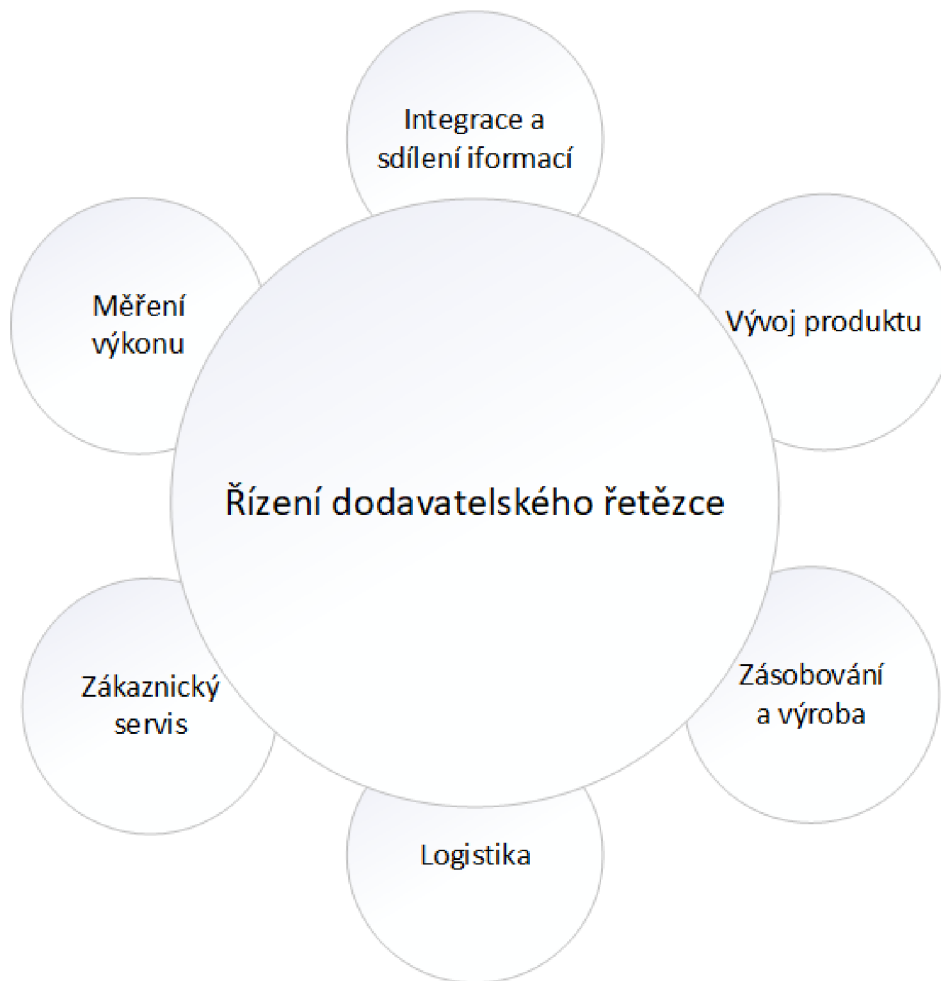 Integrace a
sdílení iformací
Měření
výkonu
Vývoj produktu
Řízení dodavatelského řetězce
Zákaznický
servis
Zásobování
a výroba
Logistika